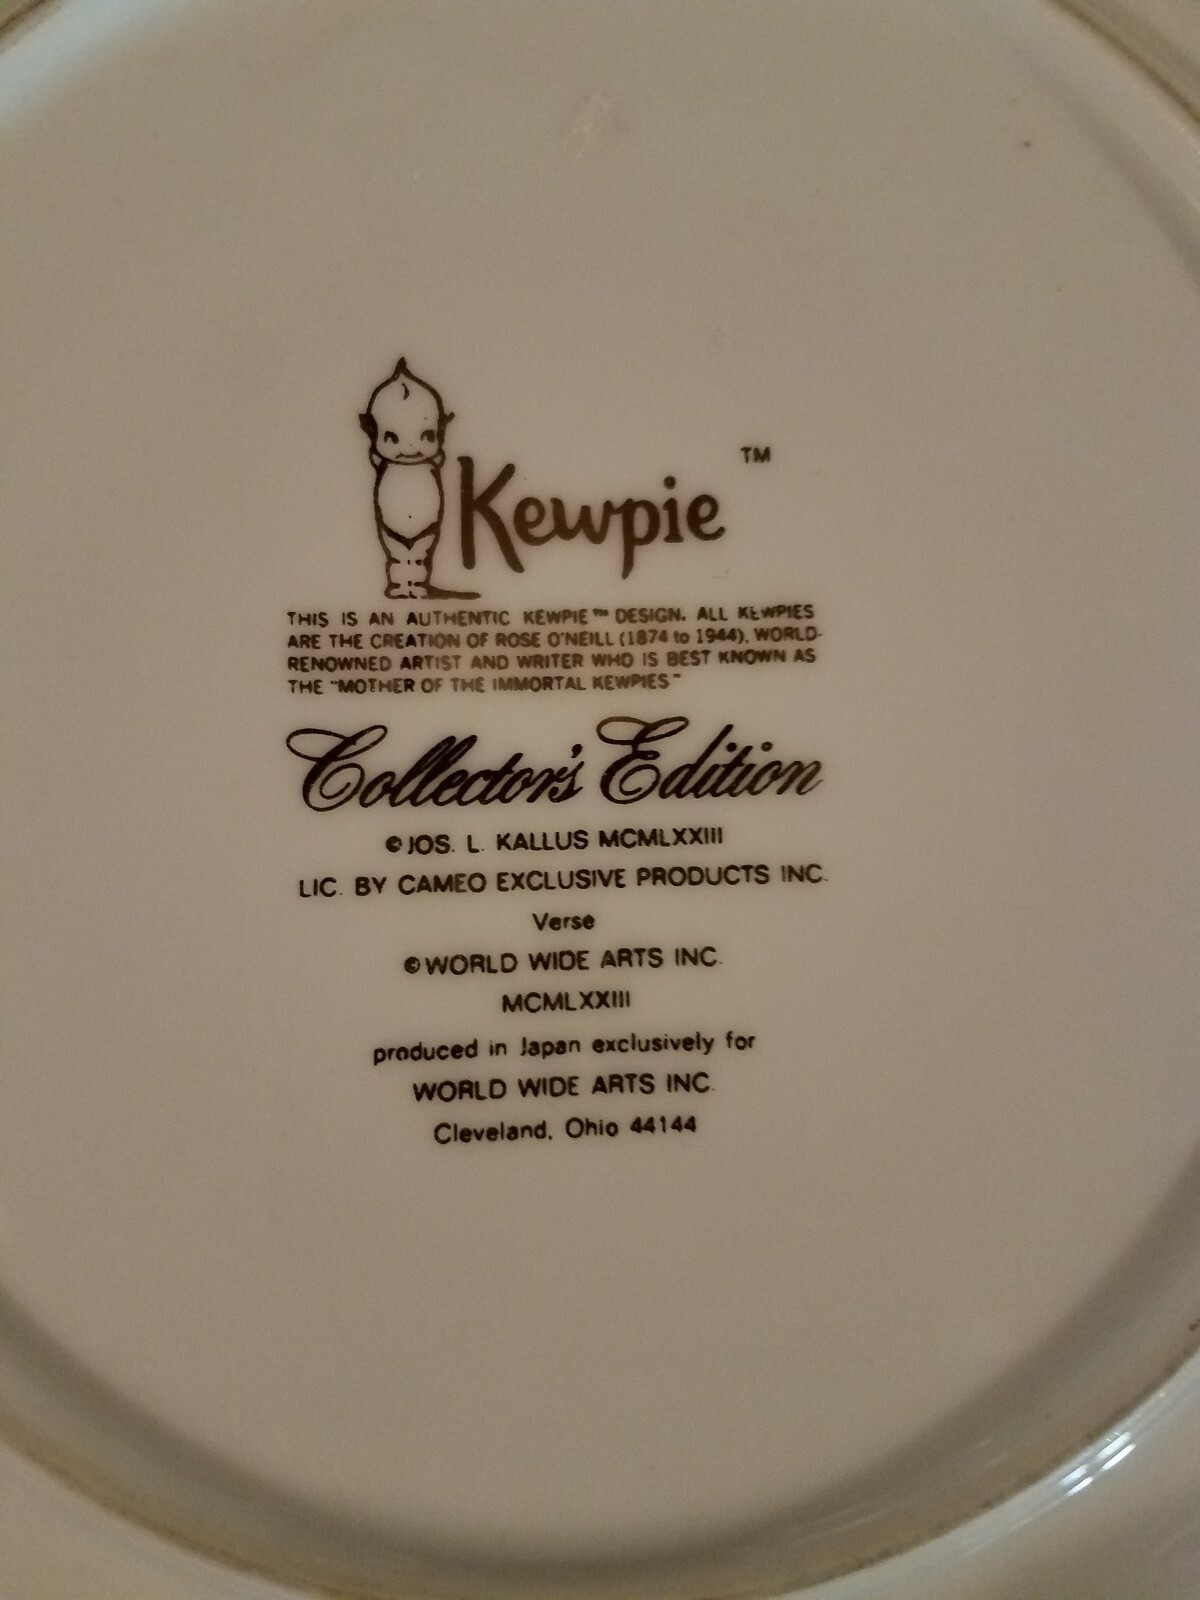 Kewpie ™
THIS IS AN AUTHENTIC KEWPIE™ DESIGN. ALL KEWPIES
ARE THE CREATION OF ROSE O'NEILL (1874 to 1944), WORLD-
RENOWNED ARTIST AND WRITER WHO IS BEST KNOWN AS
THE "MOTHER OF THE IMMORTAL KEWPIES"
Collector's Edition
© JOS. L. KALLUS MCMLXXIII
LIC. BY CAMEO EXCLUSIVE PRODUCTS INC.
Verse
© WORLD WIDE ARTS INC.
MCMLXXIII
produced in Japan exclusively for
WORLD WIDE ARTS INC.
Cleveland, Ohio 44144